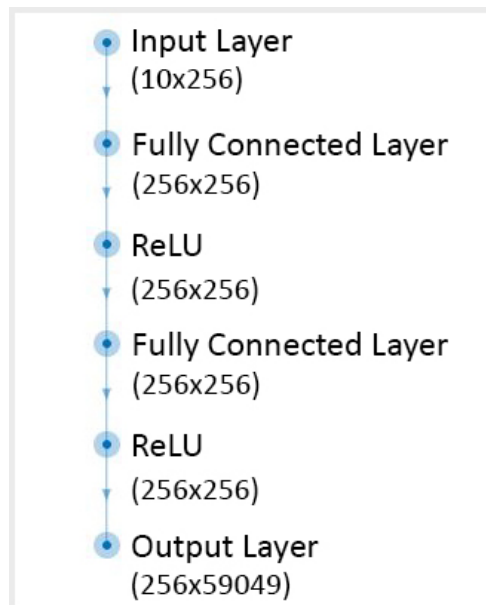 Input Layer
(10x256)
Fully Connected Layer
(256x256)
ReLU
(256x256)
Fully Connected Layer
(256x256)
ReLU
(256x256)
Output Layer
(256x59049)